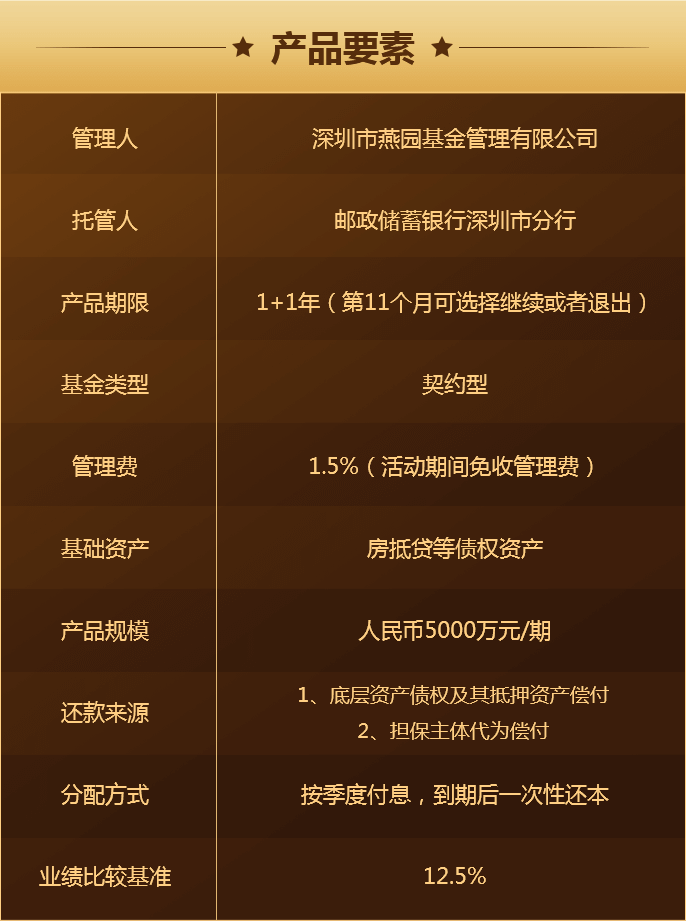 产品要素
管理人
深圳市燕园基金管理有限公司
托管人
邮政储蓄银行深圳市分行
产品期限
1+1年（第11个月可选择继续或者退出）
基金类型
契约型
管理费
1.5%（活动期间免收管理费）
基础资产
房抵贷等债权资产
产品规模
人民币5000万元/期
还款来源
1、底层资产债权及其抵押资产偿付
2、担保主体代为偿付
分配方式
按季度付息，到期后一次性还本
业绩比较基准
12.5%